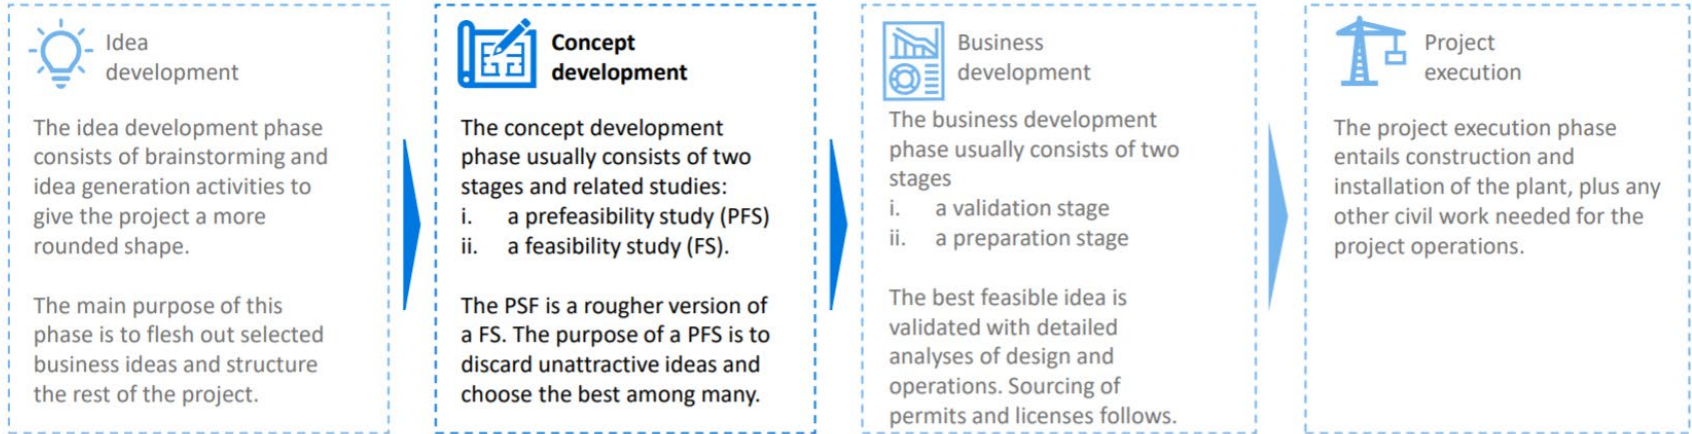 Idea
development
The idea development phase
consists of brainstorming and
idea generation activities to
give the project a more
rounded shape.
The main purpose of this
phase is to flesh out selected
business ideas and structure
the rest of the project.
Concept
development
The concept development
phase usually consists of two
stages and related studies:
i. a prefeasibility study (PFS)
ii. a feasibility study (FS).
The PSF is a rougher version of
a FS. The purpose of a PFS is to
discard unattractive ideas and
choose the best among many.
Business
development
The business development
phase usually consists of two
stages
i. a validation stage
ii. a preparation stage
The best feasible idea is
validated with detailed
analyses of design and
operations. Sourcing of
permits and licenses follows.
Project
execution
The project execution phase
entails construction and
installation of the plant, plus any
other civil work needed for the
project operations.